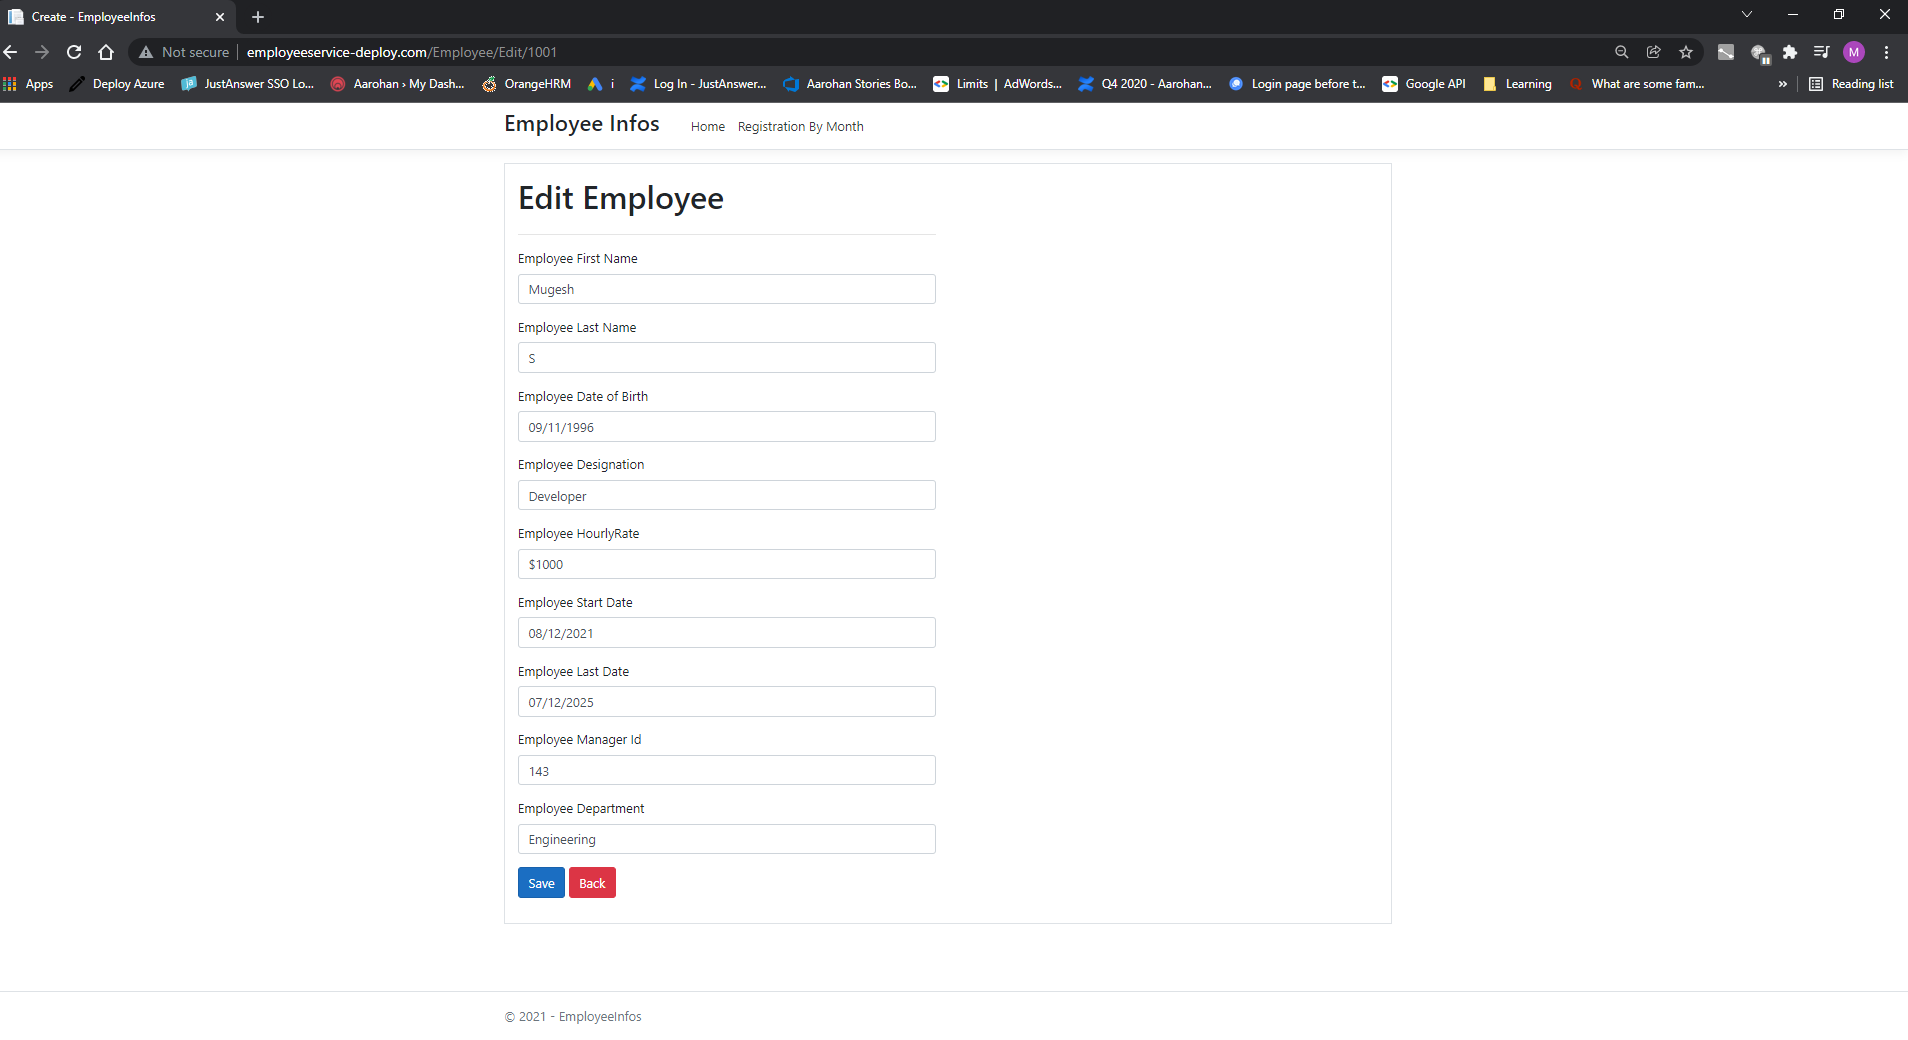 Create - EmployeeInfos
Not secure employeeservice-deploy.com/Employee/Edit/1001
M
Apps Deploy Azure JustAnswer SSO Lo... Aarohan › My Dash... OrangeHRM i Log In - JustAnswer... Aarohan Stories Bo... Limits | AdWords... Q4 2020 - Aarohan... Login page before t... Google API Learning What are some fam... » Reading list
Employee Infos Home Registration By Month
Edit Employee
Employee First Name
Mugesh
Employee Last Name
S
Employee Date of Birth
09/11/1996
Employee Designation
Developer
Employee HourlyRate
$1000
Employee Start Date
08/12/2021
Employee Last Date
07/12/2025
Employee Manager Id
143
Employee Department
Engineering
Save Back
© 2021 - EmployeeInfos